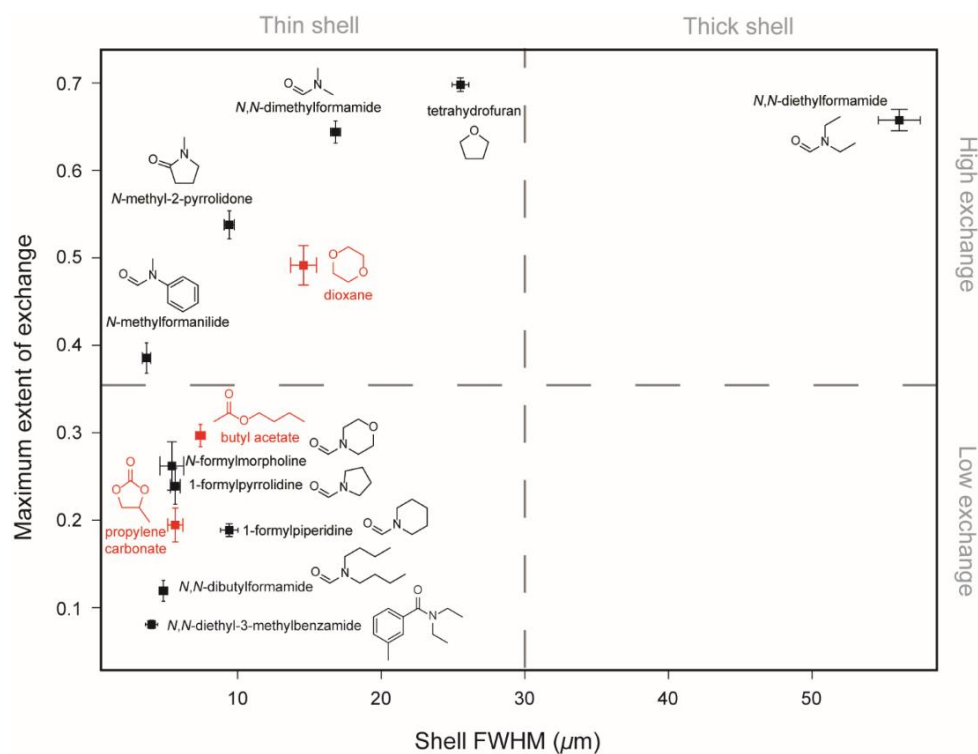 Thin shell
Thick shell
Maximum extent of exchange
0.7
0.6
0.5
0.4
0.3
0.2
0.1
O
N
N,N-dimethylformamide
tetrahydrofuran
O
N,N-diethylformamide
O
N
O
N
N-methyl-2-pyrrolidone
O
O
dioxane
O
N
N-methylformanilide
O
O
butyl acetate
N-formylmorpholine
O
N
O
1-formylpyrrolidine
O
N
O
O
O
propylene
carbonate
1-formylpiperidine
O
N
N,N-dibutylformamide
O
N
N,N-diethyl-3-methylbenzamide
O
N
High exchange
Low exchange
10
20
30
40
50
Shell FWHM (µm)